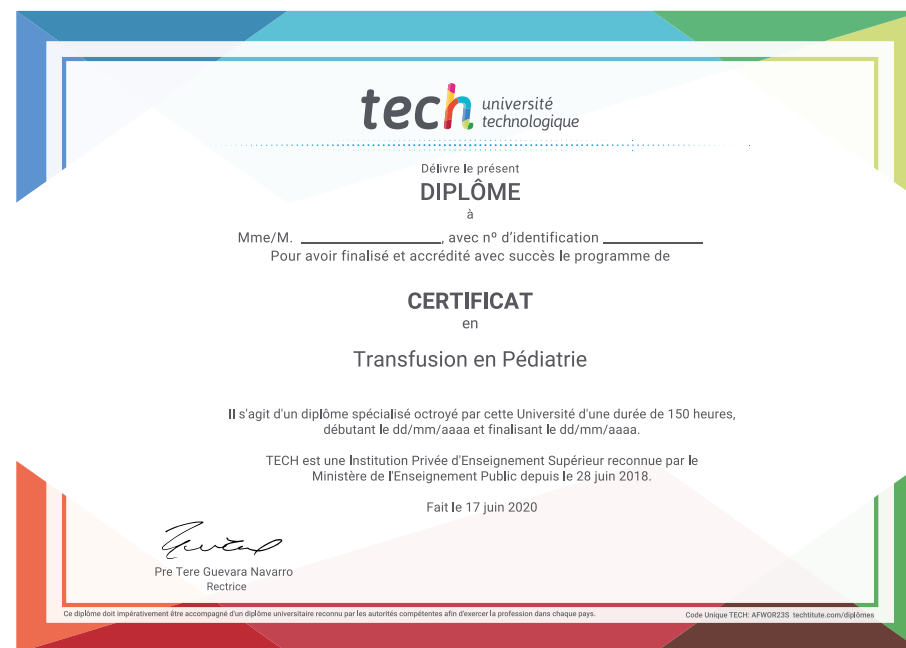 tech université
technologique
Délivre le présent
DIPLÔME
à
Mme/M. ____________________, avec nº d'identification ______________
Pour avoir finalisé et accrédité avec succès le programme de
CERTIFICAT
en
Transfusion en Pédiatrie
Il s'agit d'un diplôme spécialisé octroyé par cette Université d'une durée de 150 heures,
débutant le dd/mm/aaaa et finalisant le dd/mm/aaaa.
TECH est une Institution Privée d'Enseignement Supérieur reconnue par le
Ministère de l'Enseignement Public depuis le 28 juin 2018.
Fait le 17 juin 2020
Pre Tere Guevara Navarro
Rectrice
Ce diplôme doit impérativement être accompagné d'un diplôme universitaire reconnu par les autorités compétentes afin d'exercer la profession dans chaque pays.
Code Unique TECH: AFWOR23S techtitute.com/diplômes